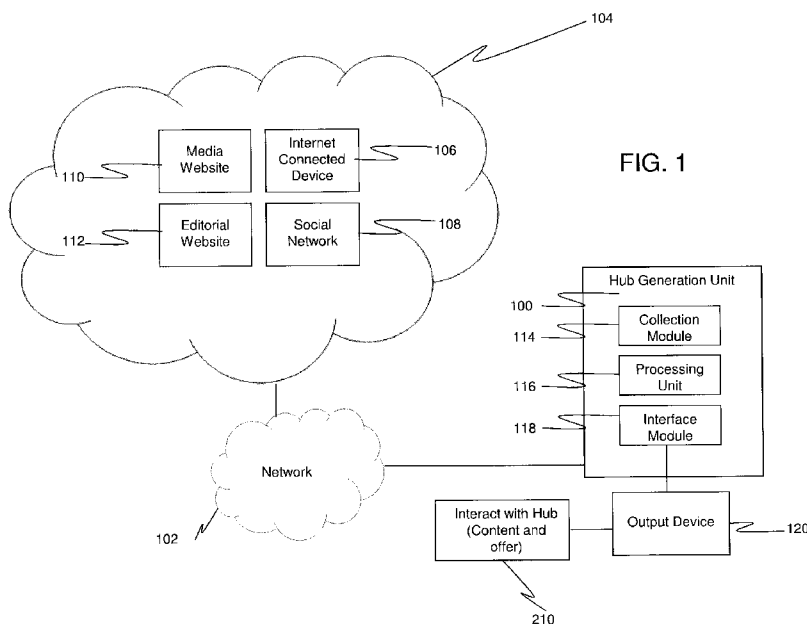 104
Media
Website
Internet
Connected
Device
106
110
FIG. 1
Editorial
Website
Social
Network
108
112
Hub Generation Unit
100
Collection
Module
114
Processing
Unit
116
Interface
Module
118
Network
102
Interact with Hub
(Content and
offer)
Output Device
120
210